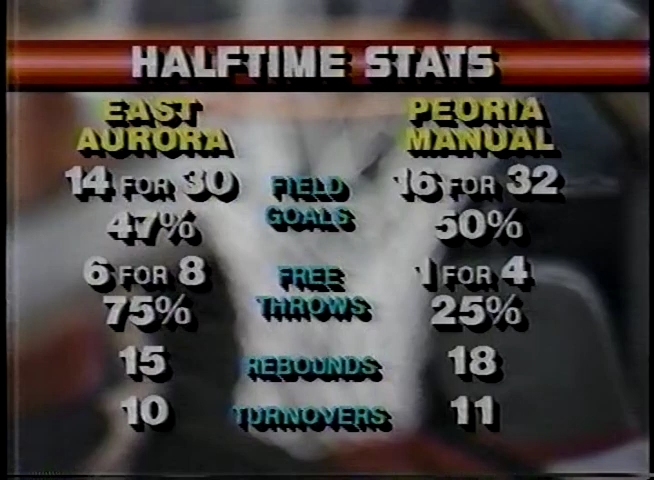 HALFTIME STATS
EAST AURORA
PEORIA MANUAL
14 FOR 30 FIELD GOALS 16 FOR 32
47% 50%
6 FOR 8 FREE THROWS 1 FOR 4
75% 25%
15 REBOUNDS 18
10 TURNOVERS 11